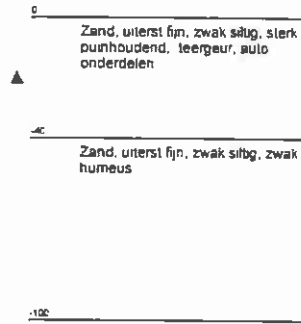 0
Zand, uiterst fijn, zwak siltig, sterk
puinhoudend, teergeur, auto
onderdelen
-40
Zand, uiterst fijn, zwak siltig, zwak
humeus
-100